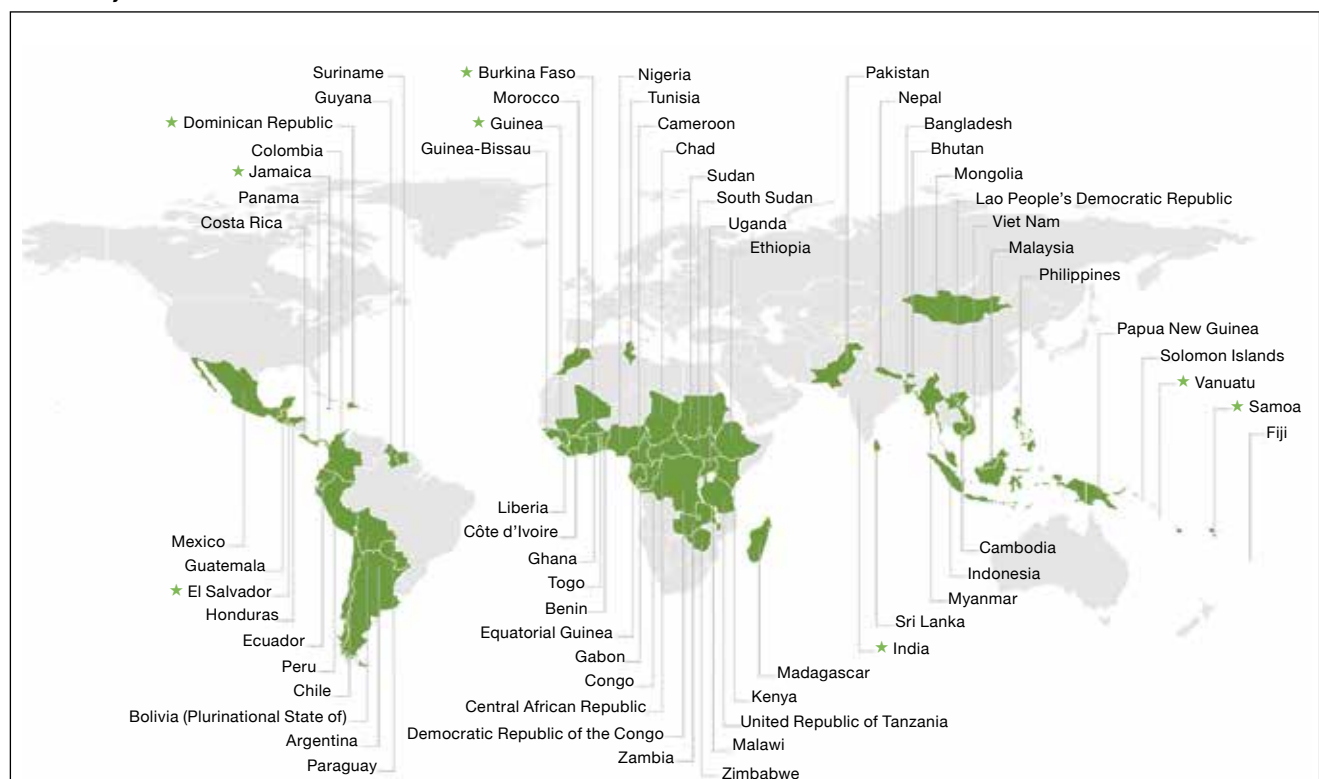 Suriname
Guyana
★ Dominican Republic
Colombia
★ Jamaica
Panama
Costa Rica
★ Burkina Faso
Morocco
★ Guinea
Guinea-Bissau
Nigeria
Tunisia
Cameroon
Chad
Sudan
South Sudan
Uganda
Ethiopia
Pakistan
Nepal
Bangladesh
Bhutan
Mongolia
Lao People's Democratic Republic
Viet Nam
Malaysia
Philippines
Papua New Guinea
Solomon Islands
★ Vanuatu
★ Samoa
Fiji
Mexico
Guatemala
★ El Salvador
Honduras
Ecuador
Peru
Chile
Bolivia (Plurinational State of)
Argentina
Paraguay
Liberia
Côte d'Ivoire
Ghana
Togo
Benin
Equatorial Guinea
Gabon
Congo
Central African Republic
Democratic Republic of the Congo
Zambia
Zimbabwe
Malawi
United Republic of Tanzania
Kenya
Madagascar
★ India
Sri Lanka
Myanmar
Indonesia
Cambodia